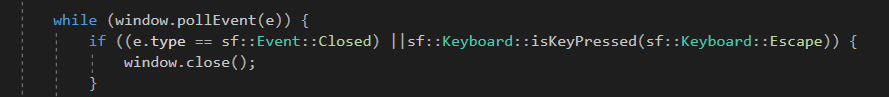 while (window.pollEvent(e)) {
if ((e.type == sf::Event::Closed) ||sf::Keyboard::isKeyPressed(sf::Keyboard::Escape)) {
window.close();
}